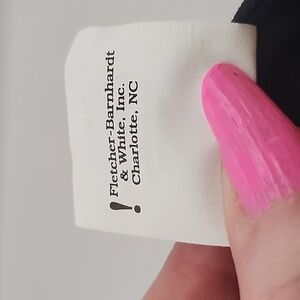 ! Fletcher-Barnhardt
& White, Inc.
Charlotte, NC